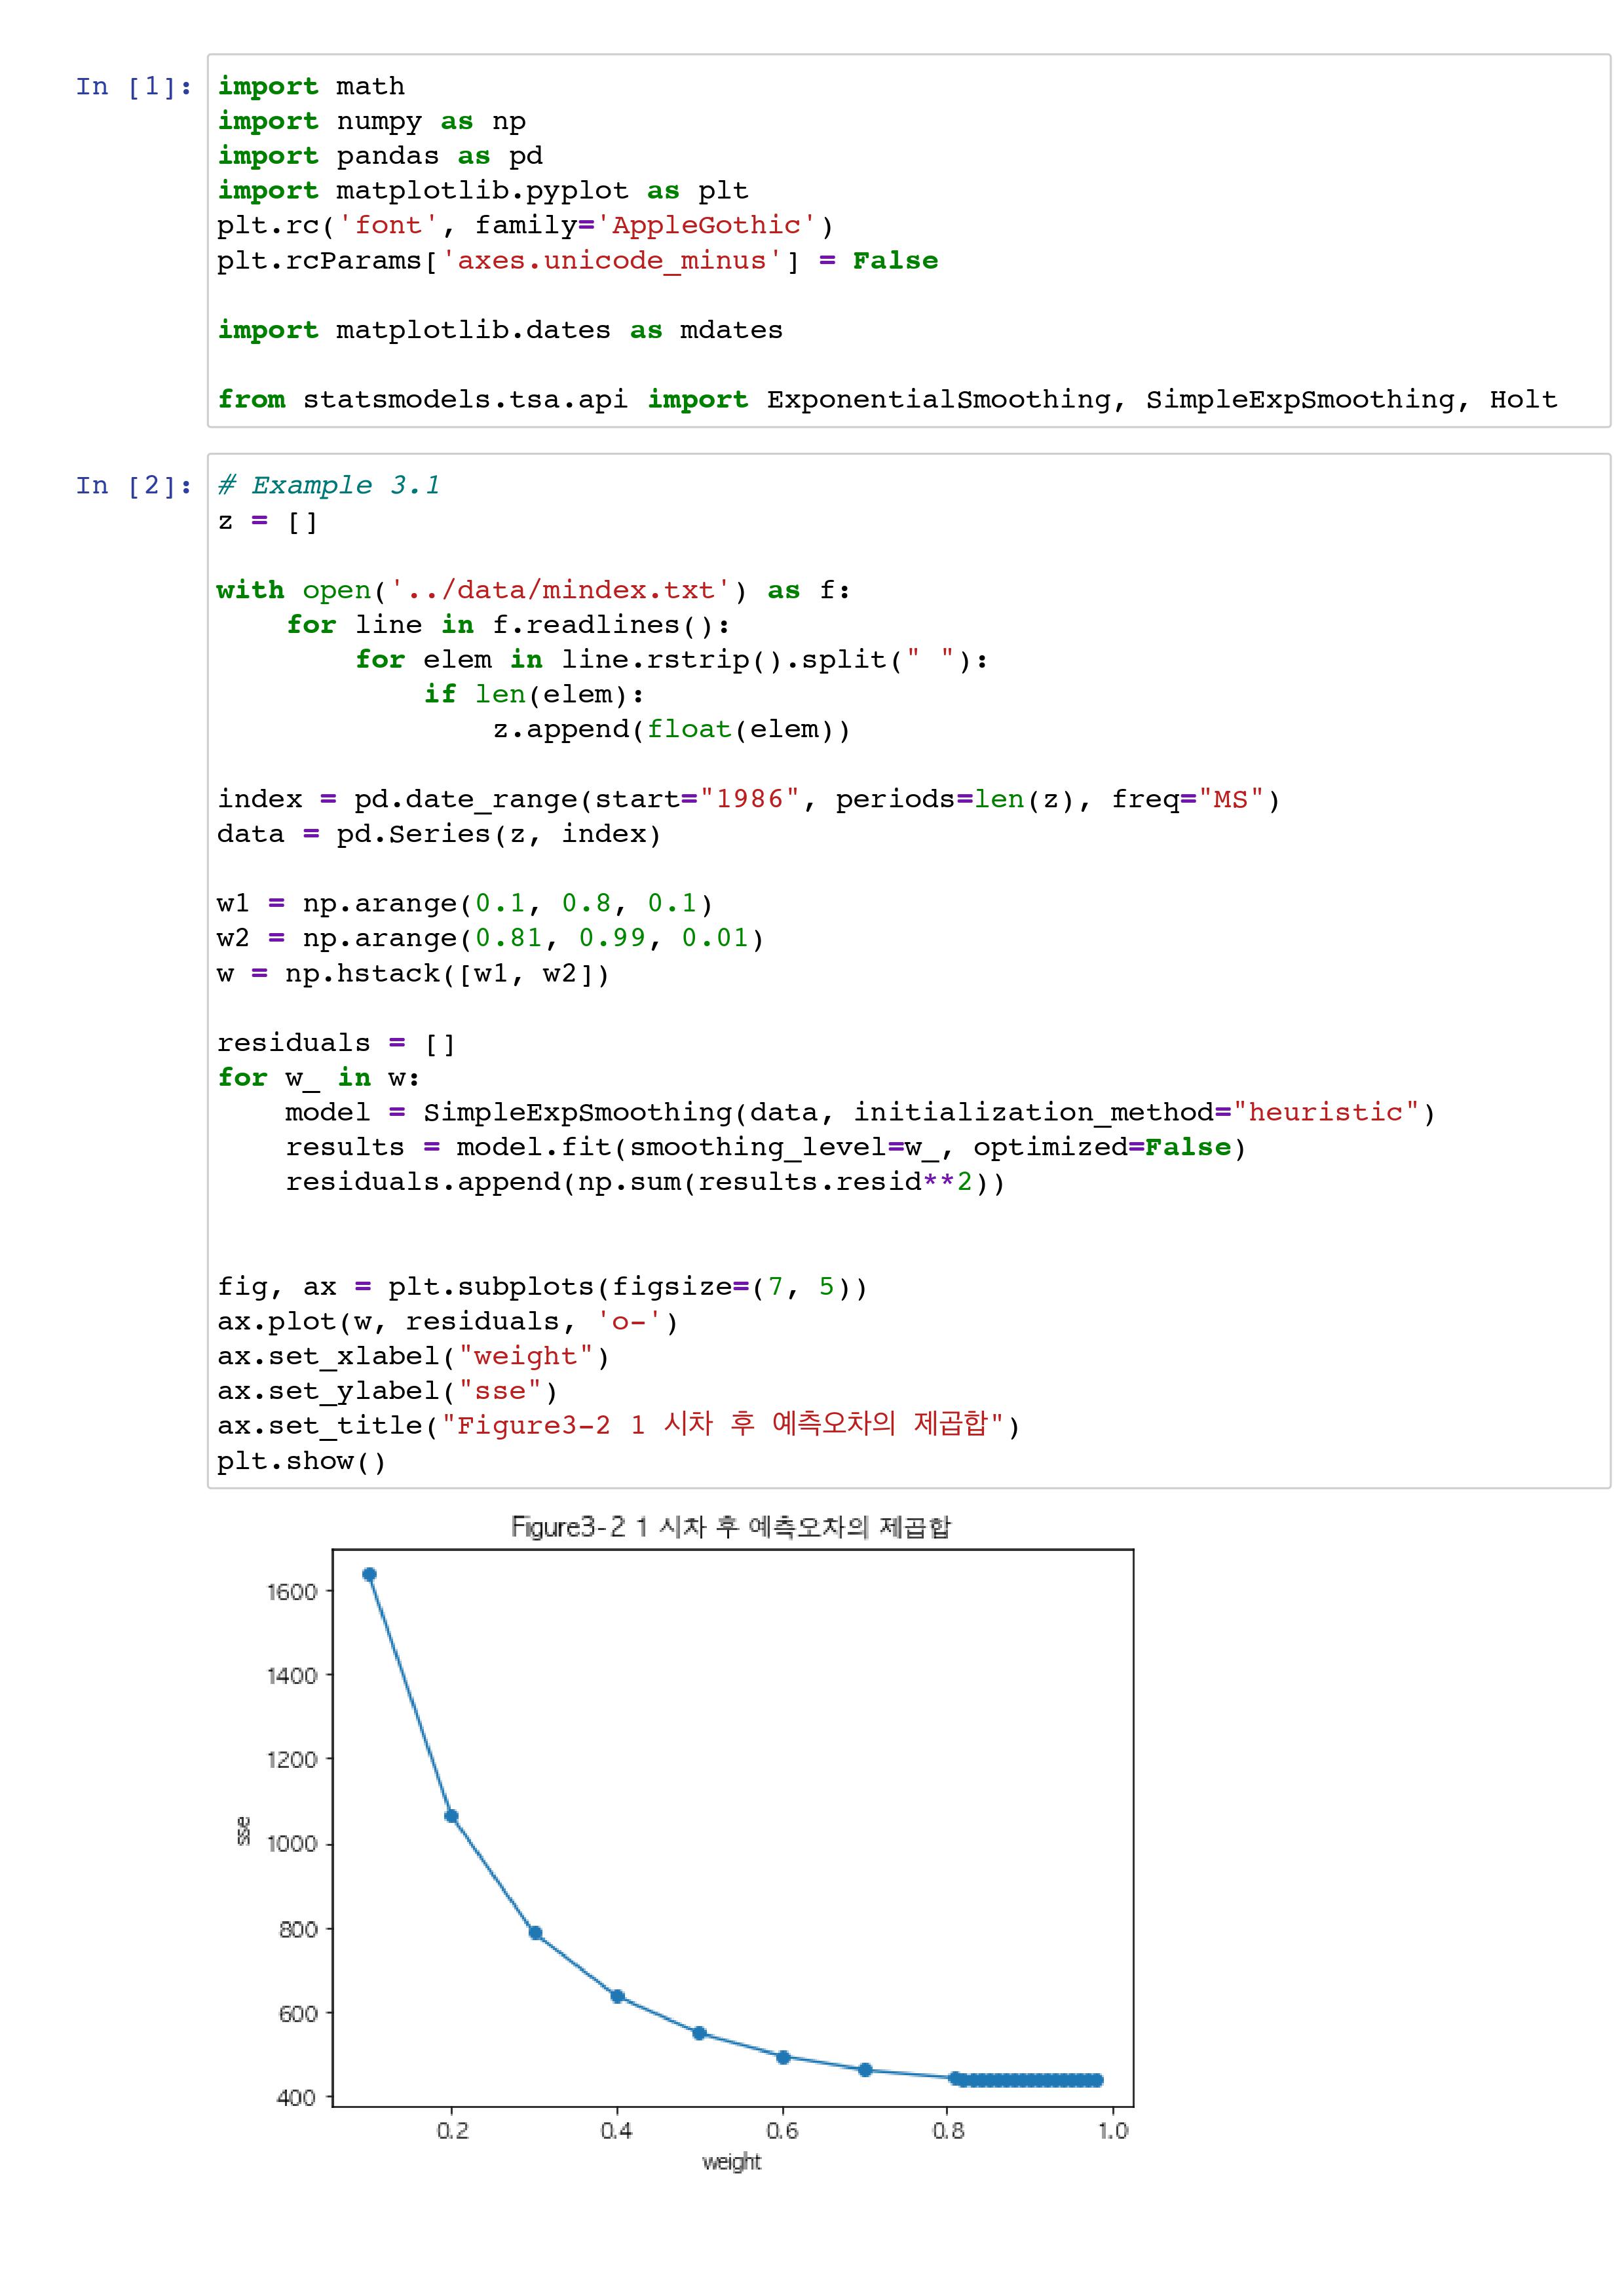 In [1]:
import math
import numpy as np
import pandas as pd
import matplotlib.pyplot as plt
plt.rc('font', family='AppleGothic')
plt.rcParams['axes.unicode_minus'] = False
import matplotlib.dates as mdates
from statsmodels.tsa.api import ExponentialSmoothing, SimpleExpSmoothing, Holt
In [2]:
# Example 3.1
z = []
with open('../data/mindex.txt') as f:
    for line in f.readlines():
        for elem in line.rstrip().split(" "):
            if len(elem):
                z.append(float(elem))
index = pd.date_range(start="1986", periods=len(z), freq="MS")
data = pd.Series(z, index)
w1 = np.arange(0.1, 0.8, 0.1)
w2 = np.arange(0.81, 0.99, 0.01)
w = np.hstack([w1, w2])
residuals = []
for w_ in w:
    model = SimpleExpSmoothing(data, initialization_method="heuristic")
    results = model.fit(smoothing_level=w_, optimized=False)
    residuals.append(np.sum(results.resid**2))
fig, ax = plt.subplots(figsize=(7, 5))
ax.plot(w, residuals, 'o-')
ax.set_xlabel("weight")
ax.set_ylabel("sse")
ax.set_title("Figure3-2 1 시차 후 예측오차의 제곱합")
plt.show()
Figure3-2 1 시차 후 예측오차의 제곱합
1600
1400
1200
1000
800
600
400
sse
0.2 0.4 0.6 0.8 1.0
weight